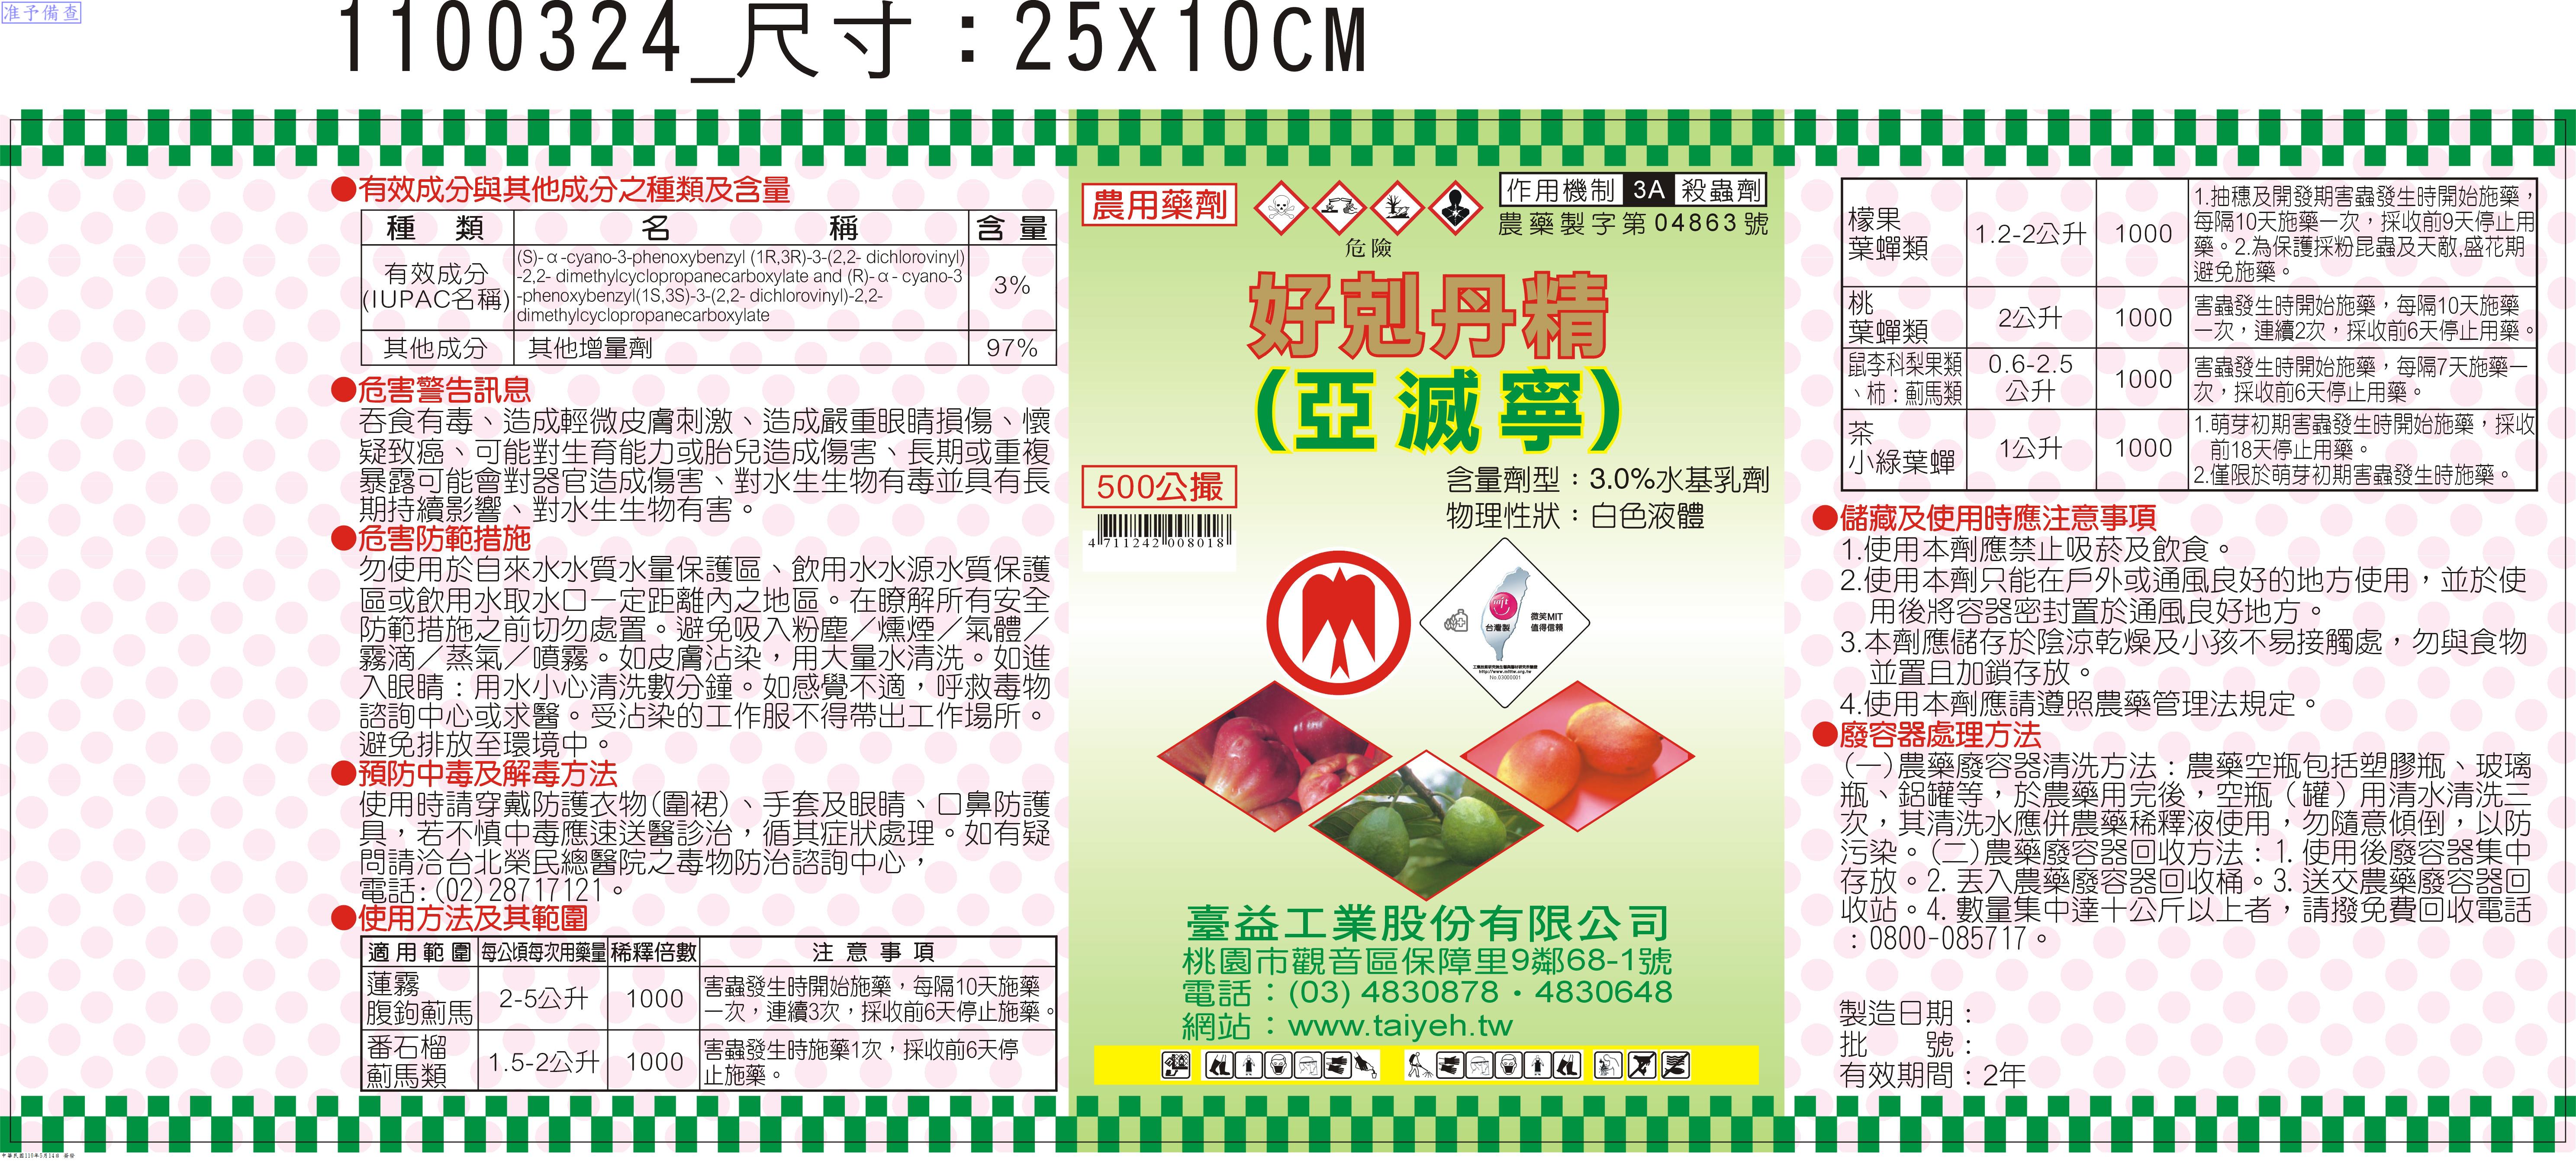 准予備查
1100324_尺寸：25X10CM
●有效成分與其他成分之種類及含量
種類 名稱 含量
有效成分
(IUPAC名稱)
(S)-α-cyano-3-phenoxybenzyl (1R,3R)-3-(2,2- dichlorovinyl)
-2,2- dimethylcyclopropanecarboxylate and (R)-α- cyano-3
-phenoxybenzyl(1S,3S)-3-(2,2- dichlorovinyl)-2,2-
dimethylcyclopropanecarboxylate
3%
其他成分 其他增量劑 97%
●危害警告訊息
吞食有毒、造成輕微皮膚刺激、造成嚴重眼睛損傷、懷
疑致癌、可能對生育能力或胎兒造成傷害、長期或重複
暴露可能會對器官造成傷害、對水生生物有毒並具有長
期持續影響、對水生生物有害。
●危害防範措施
勿使用於自來水水質水量保護區、飲用水水源水質保護
區或飲用水取水口一定距離內之地區。在瞭解所有安全
防範措施之前切勿處置。避免吸入粉塵／燻煙／氣體／
霧滴／蒸氣／噴霧。如皮膚沾染，用大量水清洗。如進
入眼睛：用水小心清洗數分鐘。如感覺不適，呼救毒物
諮詢中心或求醫。受沾染的工作服不得帶出工作場所。
避免排放至環境中。
●預防中毒及解毒方法
使用時請穿戴防護衣物(圍裙)、手套及眼睛、口鼻防護
具，若不慎中毒應速送醫診治，循其症狀處理。如有疑
問請洽台北榮民總醫院之毒物防治諮詢中心，
電話:(02)28717121。
●使用方法及其範圍
適用範圍 每公頃每次用藥量 稀釋倍數 注意事項
蓮霧
腹鉤薊馬
2-5公升 1000
害蟲發生時開始施藥，每隔10天施藥
一次，連續3次，採收前6天停止施藥。
番石榴
薊馬類
1.5-2公升 1000
害蟲發生時施藥1次，採收前6天停
止施藥。
農用藥劑
危險
作用機制 3A 殺蟲劑
農藥製字第04863號
好剋丹精
(亞滅寧)
500公撮
4 711242 008018
含量劑型：3.0%水基乳劑
物理性狀：白色液體
mit
台灣製
微笑MIT
值得信賴
http://www.mittw.org.tw
No.03000001
臺益工業股份有限公司
桃園市觀音區保障里9鄰68-1號
電話：(03) 4830878・4830648
網站：www.taiyeh.tw
檬果
葉蟬類
1.2-2公升 1000
1.抽穗及開發期害蟲發生時開始施藥，
每隔10天施藥一次，採收前9天停止用
藥。2.為保護採粉昆蟲及天敵,盛花期
避免施藥。
桃
葉蟬類
2公升 1000
害蟲發生時開始施藥，每隔10天施藥
一次，連續2次，採收前6天停止用藥。
鼠李科梨果類
、柿：薊馬類
0.6-2.5
公升
1000
害蟲發生時開始施藥，每隔7天施藥一
次，採收前6天停止用藥。
茶
小綠葉蟬
1公升 1000
1.萌芽初期害蟲發生時開始施藥，採收
前18天停止用藥。
2.僅限於萌芽初期害蟲發生時施藥。
●儲藏及使用時應注意事項
1.使用本劑應禁止吸菸及飲食。
2.使用本劑只能在戶外或通風良好的地方使用，並於使
用後將容器密封置於通風良好地方。
3.本劑應儲存於陰涼乾燥及小孩不易接觸處，勿與食物
並置且加鎖存放。
4.使用本劑應請遵照農藥管理法規定。
●廢容器處理方法
(一)農藥廢容器清洗方法：農藥空瓶包括塑膠瓶、玻璃
瓶、鋁罐等，於農藥用完後，空瓶（罐）用清水清洗三
次，其清洗水應併農藥稀釋液使用，勿隨意傾倒，以防
污染。(二)農藥廢容器回收方法：1. 使用後廢容器集中
存放。2. 丟入農藥廢容器回收桶。3. 送交農藥廢容器回
收站。4. 數量集中達十公斤以上者，請撥免費回收電話
：0800-085717。
製造日期：
批號：
有效期間：2年